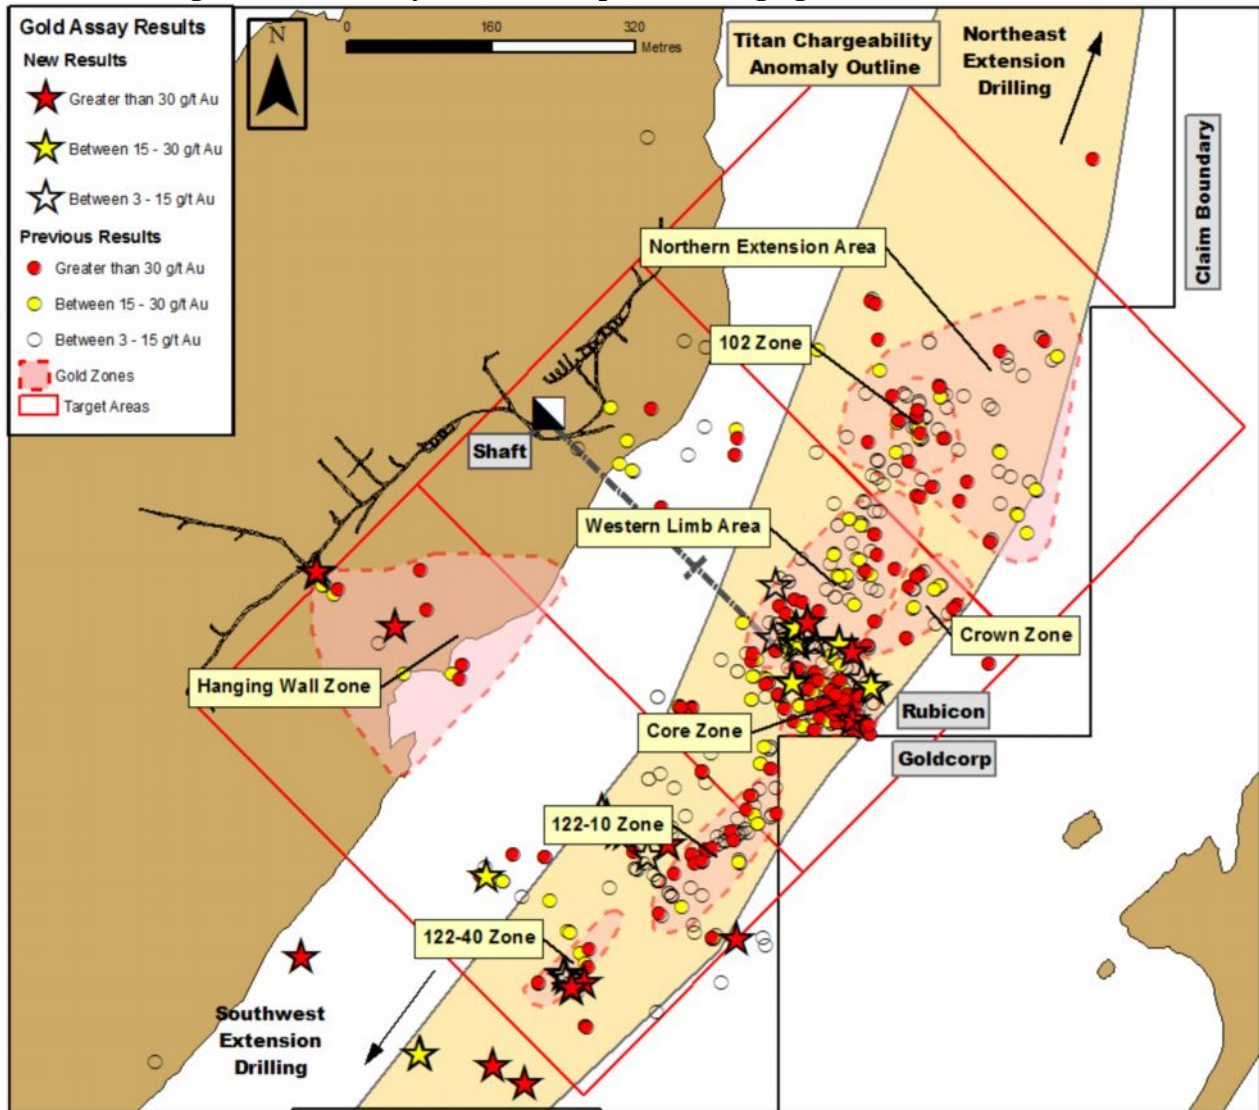 Gold Assay Results
New Results
Greater than 30 g/t Au
Between 15 - 30 g/t Au
Between 3 - 15 g/t Au
Previous Results
Greater than 30 g/t Au
Between 15 - 30 g/t Au
Between 3 - 15 g/t Au
Gold Zones
Target Areas
N
0 160 320
Metres
Titan Chargeability
Anomaly Outline
Northeast
Extension
Drilling
Claim Boundary
Northern Extension Area
102 Zone
Shaft
Western Limb Area
Crown Zone
Hanging Wall Zone
Core Zone
Rubicon
Goldcorp
122-10 Zone
122-40 Zone
Southwest
Extension
Drilling